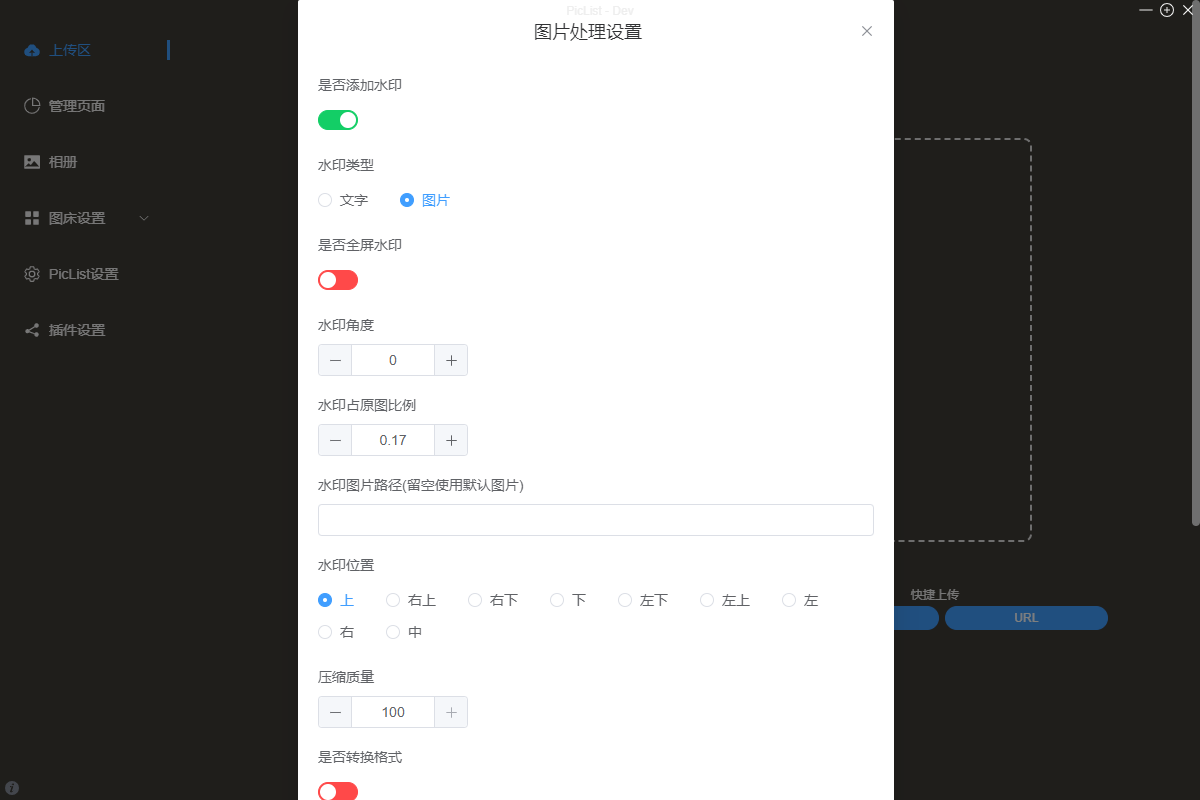 PicList - Dev
图片处理设置
上传区
管理页面
相册
图床设置
PicList设置
插件设置
是否添加水印
水印类型
文字 图片
是否全屏水印
水印角度
0
水印占原图比例
0.17
水印图片路径(留空使用默认图片)
水印位置
上 右上 右下 下 左下 左上 左
右 中
压缩质量
100
是否转换格式
快捷上传
URL